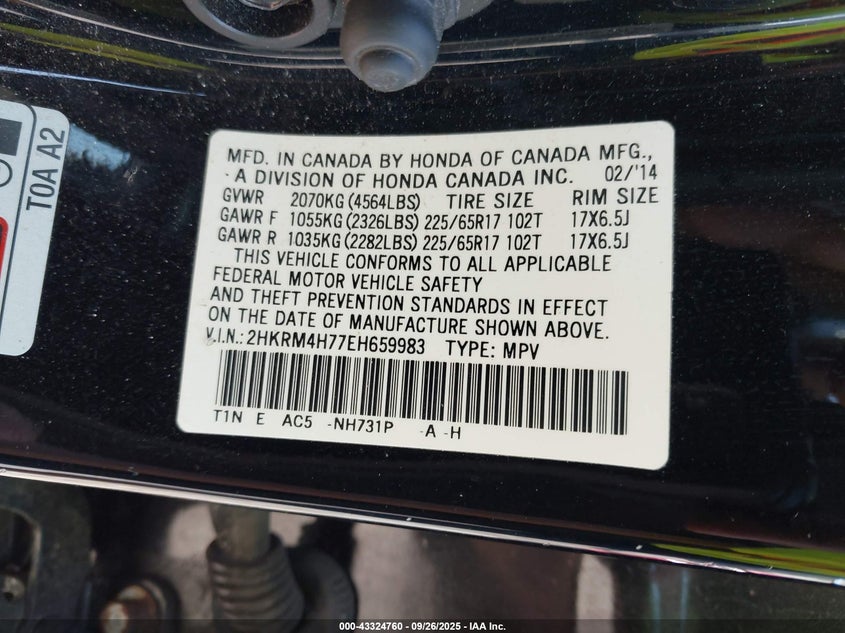 T0A A2
MFD. IN CANADA BY HONDA OF CANADA MFG.,
A DIVISION OF HONDA CANADA INC. 02/'14
GVWR 2070KG (4564LBS) TIRE SIZE RIM SIZE
GAWR F 1055KG (2326LBS) 225/65R17 102T 17X6.5J
GAWR R 1035KG (2282LBS) 225/65R17 102T 17X6.5J
THIS VEHICLE CONFORMS TO ALL APPLICABLE
FEDERAL MOTOR VEHICLE SAFETY
AND THEFT PREVENTION STANDARDS IN EFFECT
ON THE DATE OF MANUFACTURE SHOWN ABOVE.
V.I.N.: 2HKRM4H77EH659983 TYPE: MPV
T1N E AC5 -NH731P -A -H
000-43324760 - 09/26/2025 - IAA Inc.